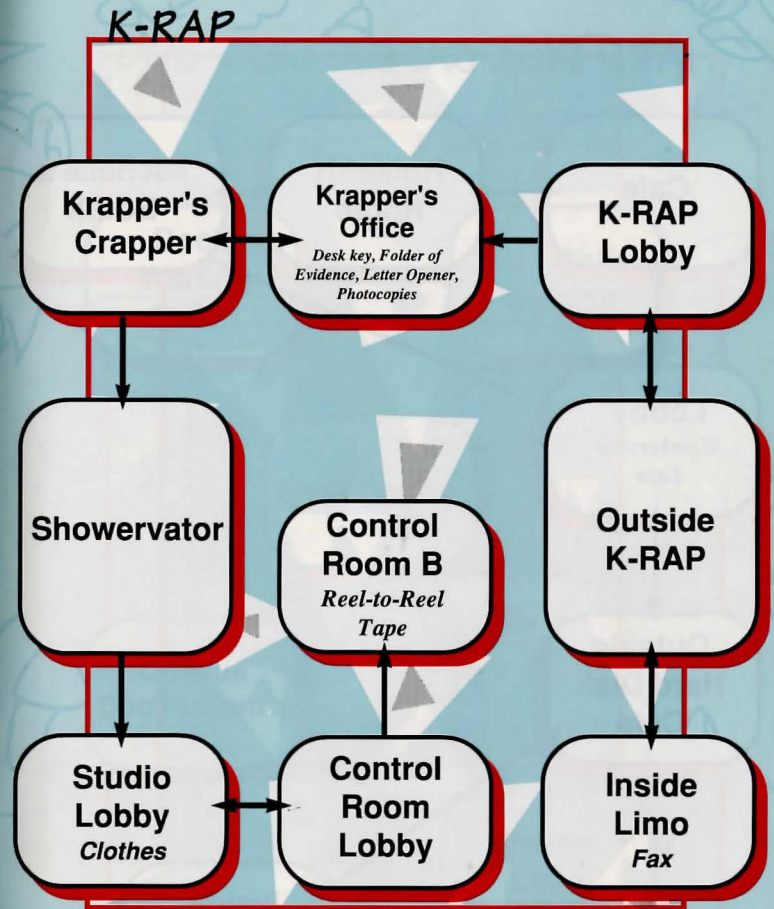 K-RAP
Krapper's
Crapper
Krapper's
Office
Desk key, Folder of
Evidence, Letter Opener,
Photocopies
K-RAP
Lobby
Showervator
Control
Room B
Reel-to-Reel
Tape
Outside
K-RAP
Studio
Lobby
Clothes
Control
Room
Lobby
Inside
Limo
Fax